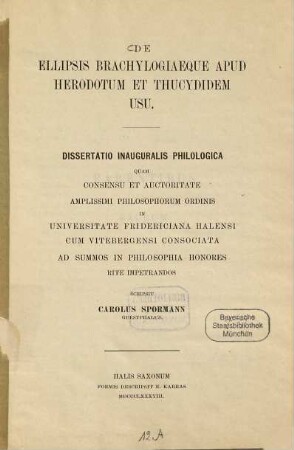 DE
ELLIPSIS BRACHYLOGIAEQUE APUD
HERODOTUM ET THUCYDIDEM
USU.
DISSERTATIO INAUGURALIS PHILOLOGICA
QUAM
CONSENSU ET AUCTORITATE
AMPLISSIMI PHILOSOPHORUM ORDINIS
IN
UNIVERSITATE FRIDERICIANA HALENSI
CUM VITEBERGENSI CONSOCIATA
AD SUMMOS IN PHILOSOPHIA HONORES
RITE IMPETRANDOS
SCRIPSIT
CAROLUS SPORMANN
GUESTPHALUS.
Bayerische
Staatsbibliothek
München
HALIS SAXONUM
FORMIS DESCRIPSIT E. KARRAS
MDCCCLXXXVIII.
12.A